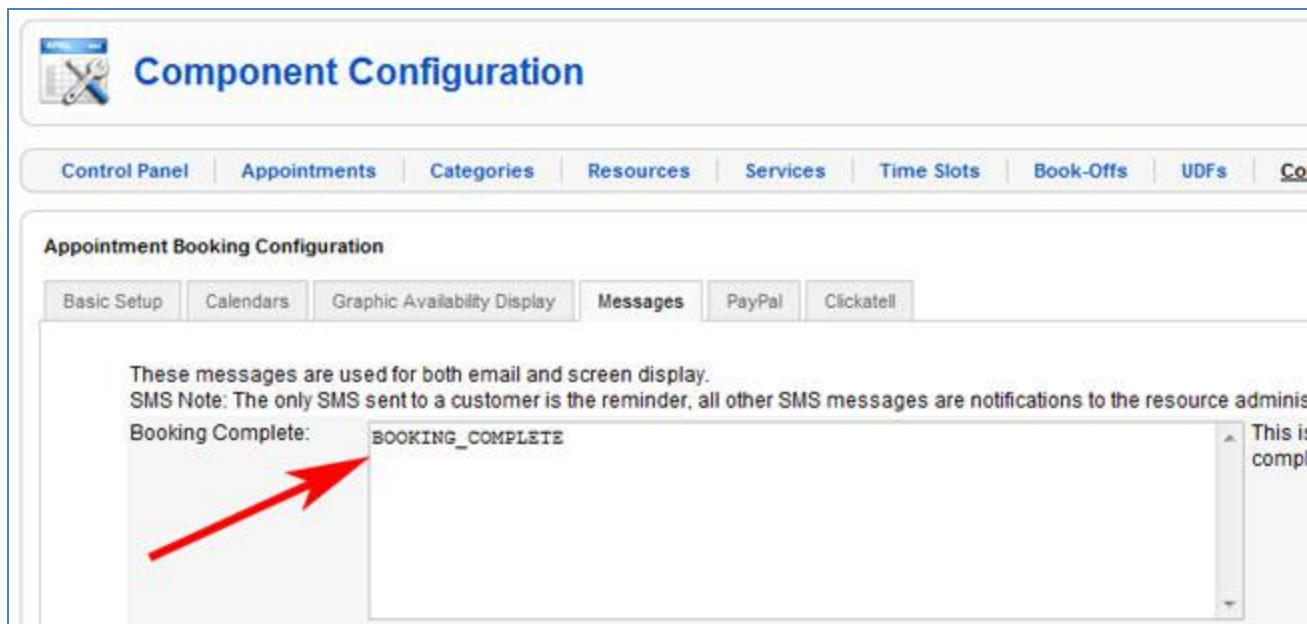 Component Configuration
Control Panel Appointments Categories Resources Services Time Slots Book-Offs UDFs
Appointment Booking Configuration
Basic Setup Calendars Graphic Availability Display Messages PayPal Clickatell
These messages are used for both email and screen display.
SMS Note: The only SMS sent to a customer is the reminder, all other SMS messages are notifications to the resource
Booking Complete: BOOKING_COMPLETE This